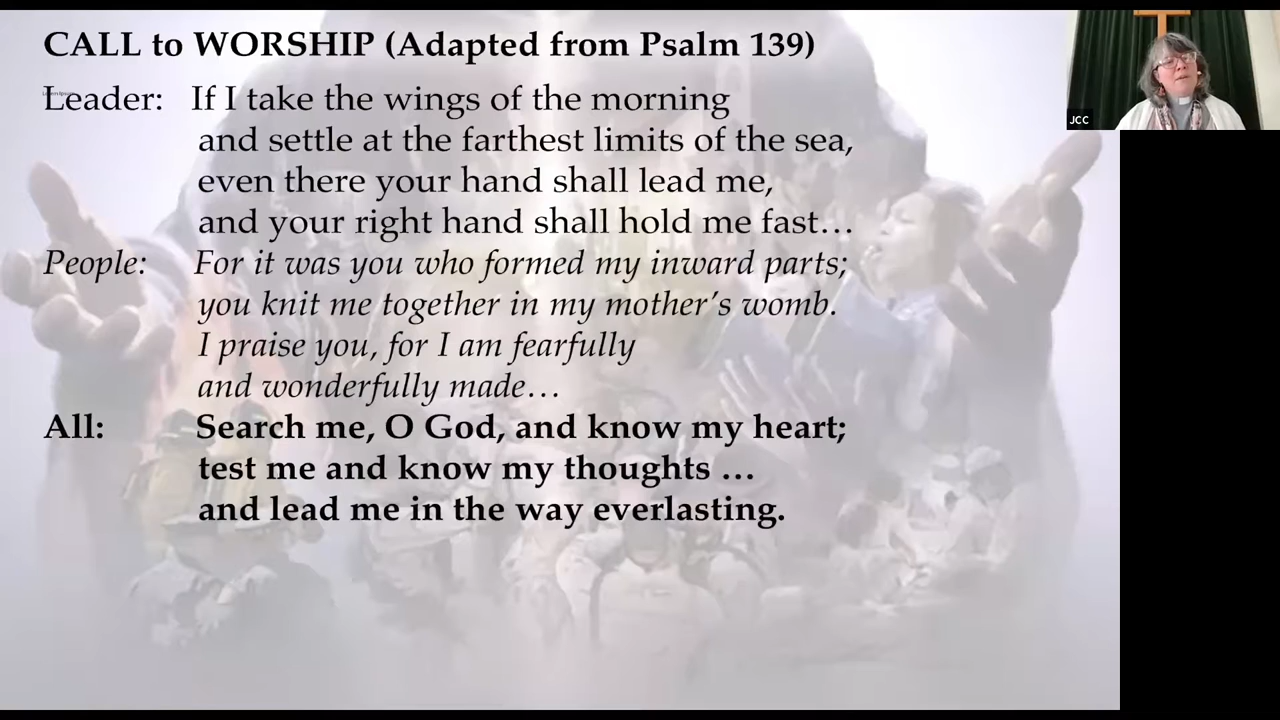 CALL to WORSHIP (Adapted from Psalm 139)
Leader: If I take the wings of the morning
and settle at the farthest limits of the sea,
even there your hand shall lead me,
and your right hand shall hold me fast…
People: For it was you who formed my inward parts;
you knit me together in my mother’s womb.
I praise you, for I am fearfully
and wonderfully made…
All: Search me, O God, and know my heart;
test me and know my thoughts …
and lead me in the way everlasting.
JCC